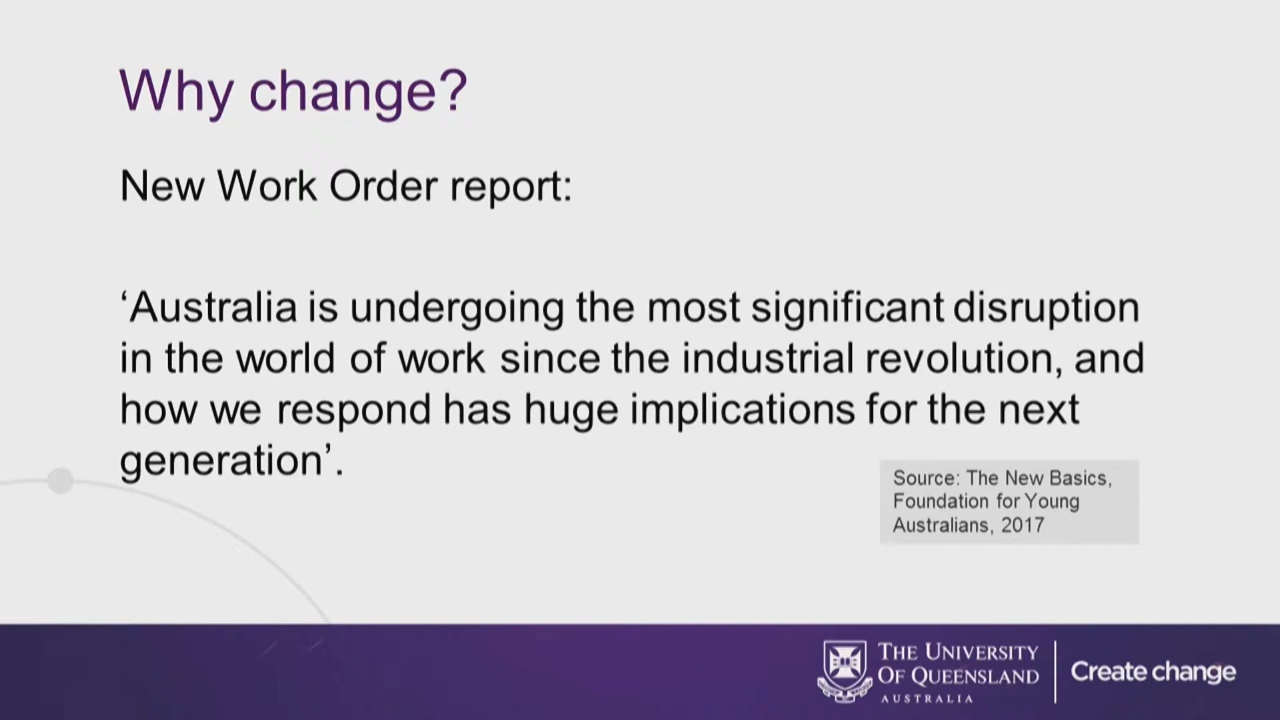 Why change?
New Work Order report:
‘Australia is undergoing the most significant disruption
in the world of work since the industrial revolution, and
how we respond has huge implications for the next
generation’.
Source: The New Basics,
Foundation for Young
Australians, 2017
THE UNIVERSITY
OF QUEENSLAND
AUSTRALIA
Create change